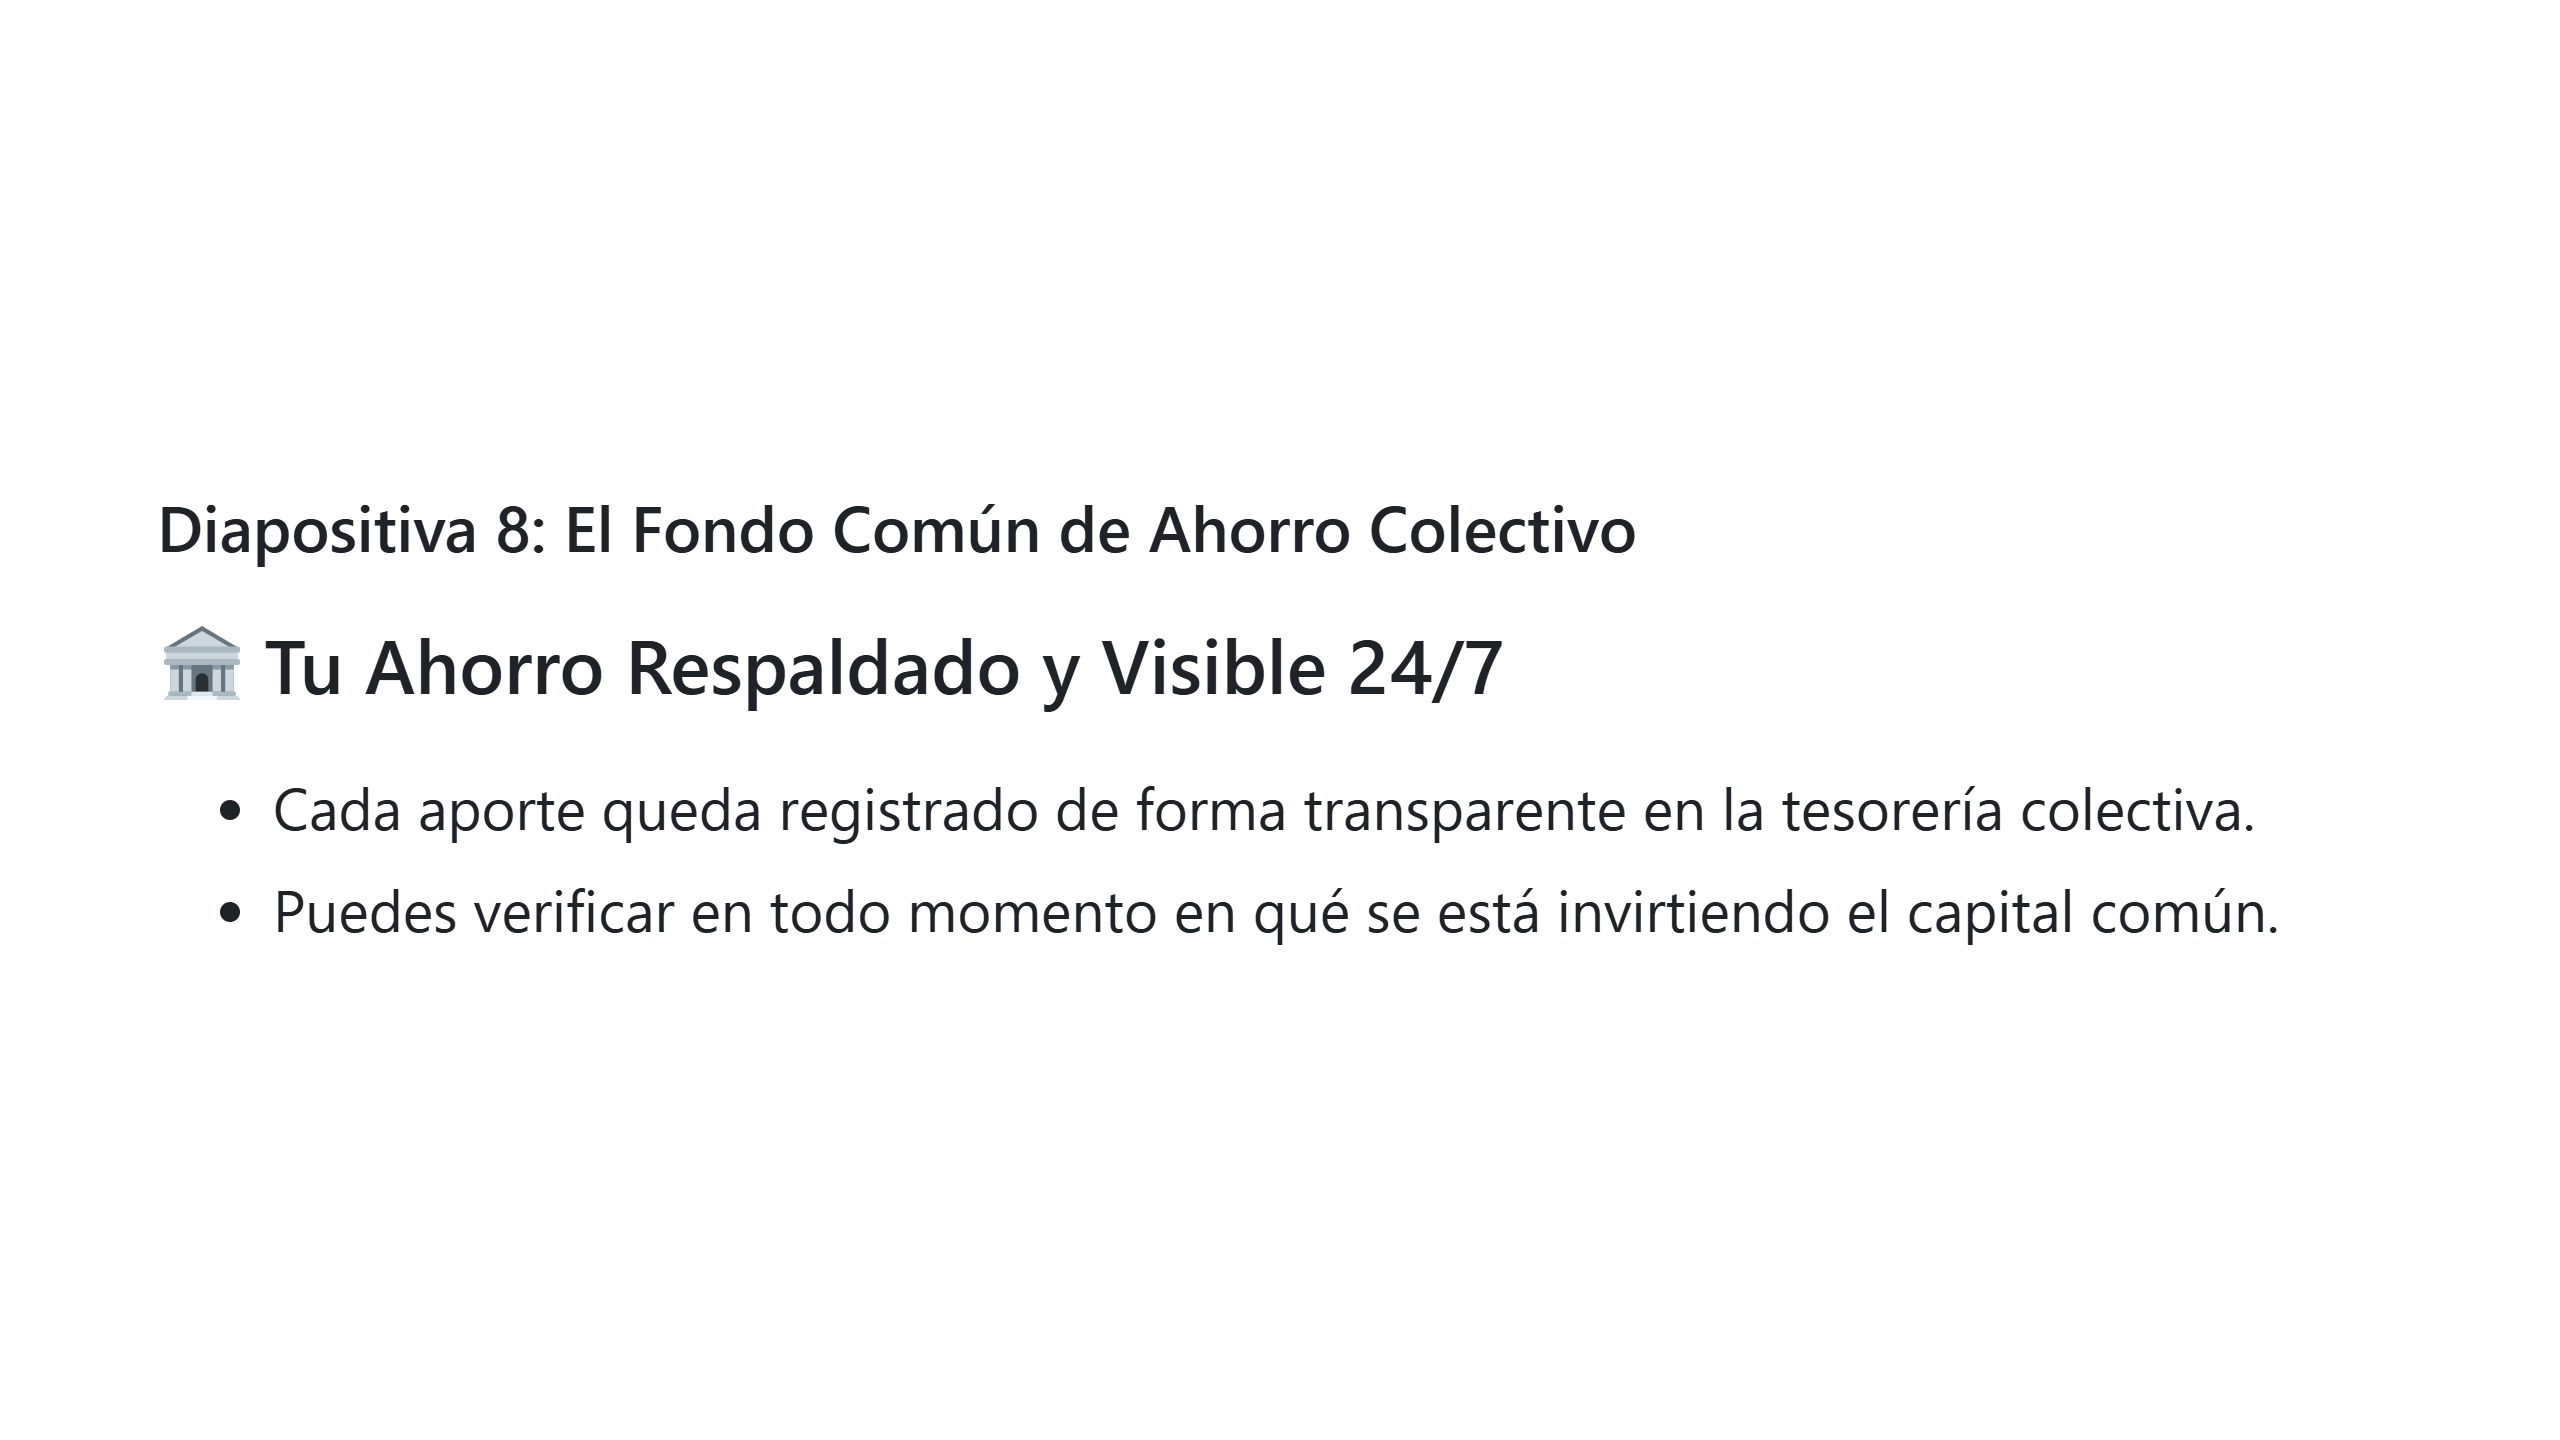 Diapositiva 8: El Fondo Común de Ahorro Colectivo
🏛️ Tu Ahorro Respaldado y Visible 24/7
• Cada aporte queda registrado de forma transparente en la tesorería colectiva.
• Puedes verificar en todo momento en qué se está invirtiendo el capital común.